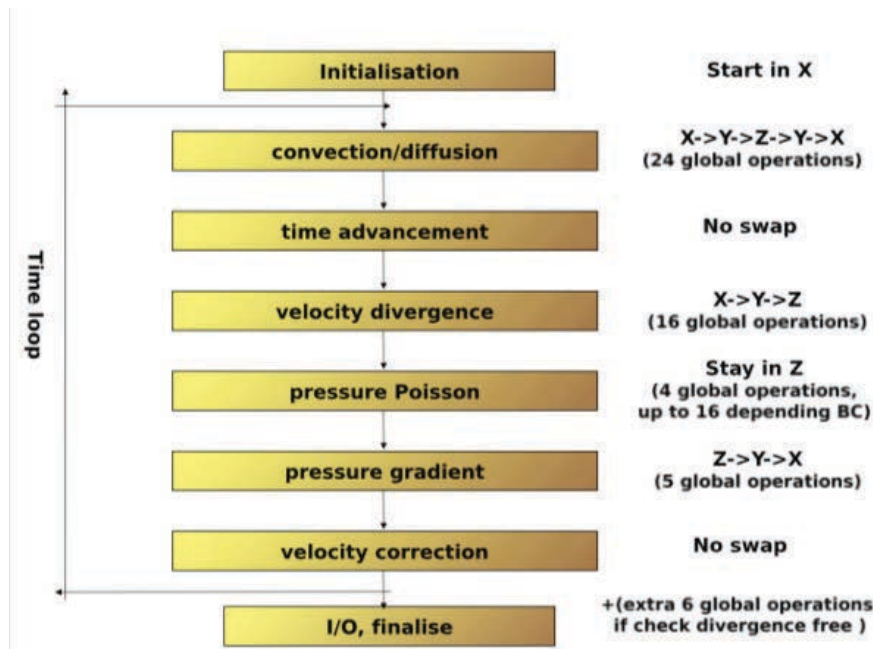 Initialisation
Start in X
convection/diffusion
X->Y->Z->Y->X
(24 global operations)
time advancement
No swap
velocity divergence
X->Y->Z
(16 global operations)
pressure Poisson
Stay in Z
(4 global operations,
up to 16 depending BC)
pressure gradient
Z->Y->X
(5 global operations)
velocity correction
No swap
I/O, finalise
+(extra 6 global operations
if check divergence free )
Time loop